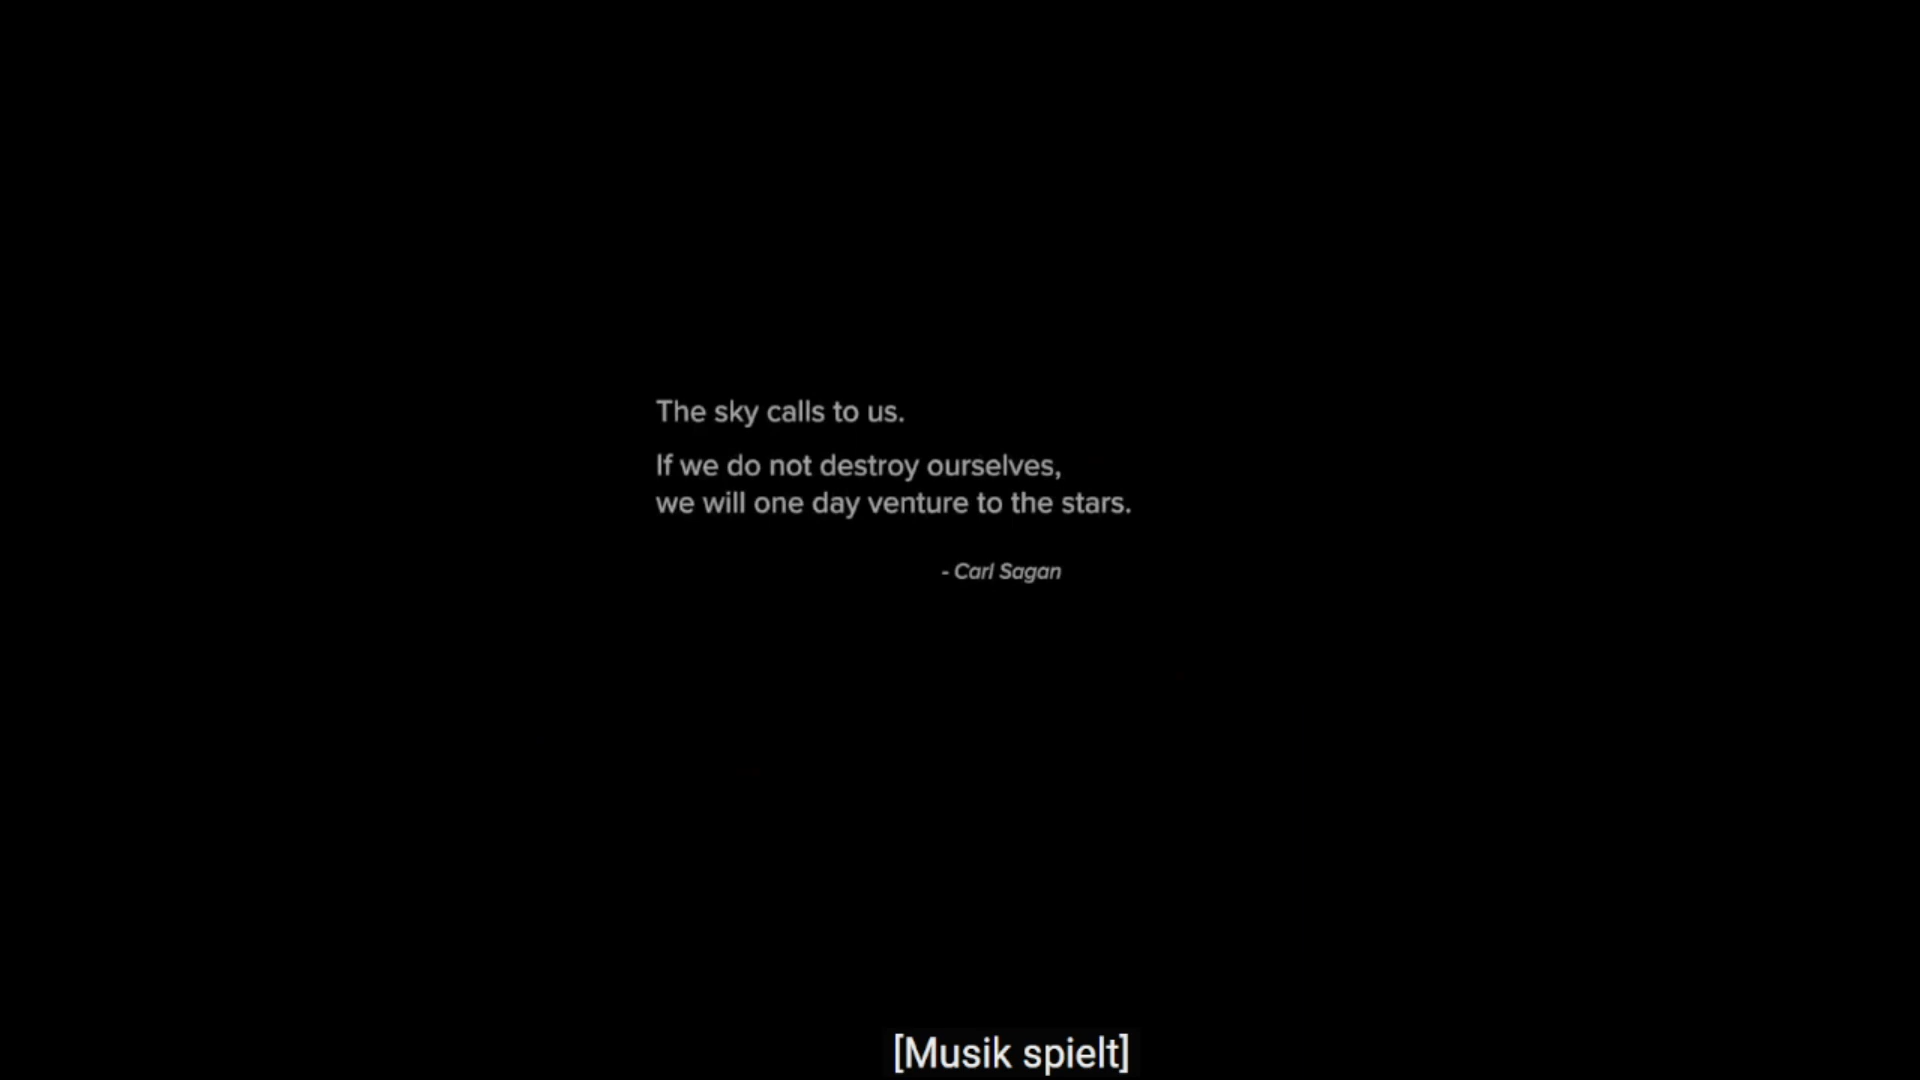 The sky calls to us.
If we do not destroy ourselves,
we will one day venture to the stars.
- Carl Sagan
[Musik spielt]